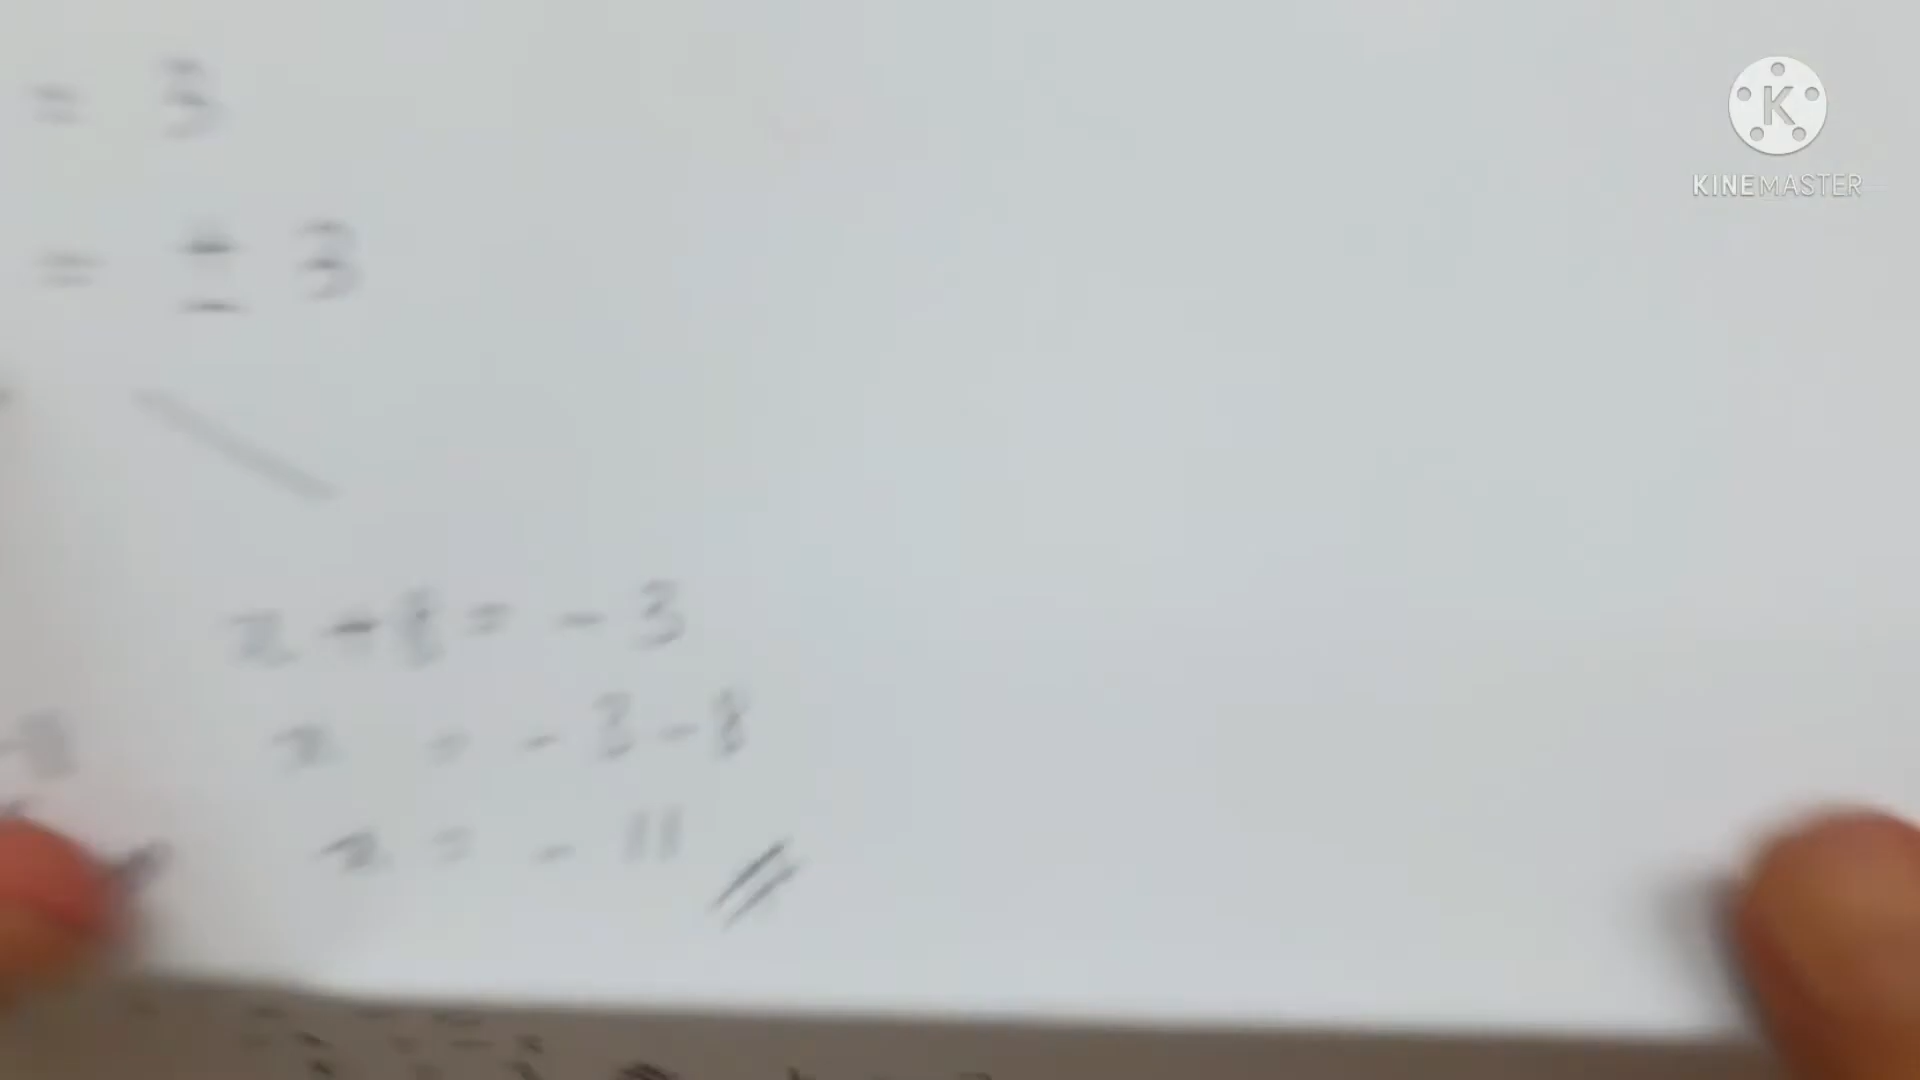 = 3
KINEMASTER
= ± 3
x + 8 = - 3
x = - 3 - 8
x = - 11